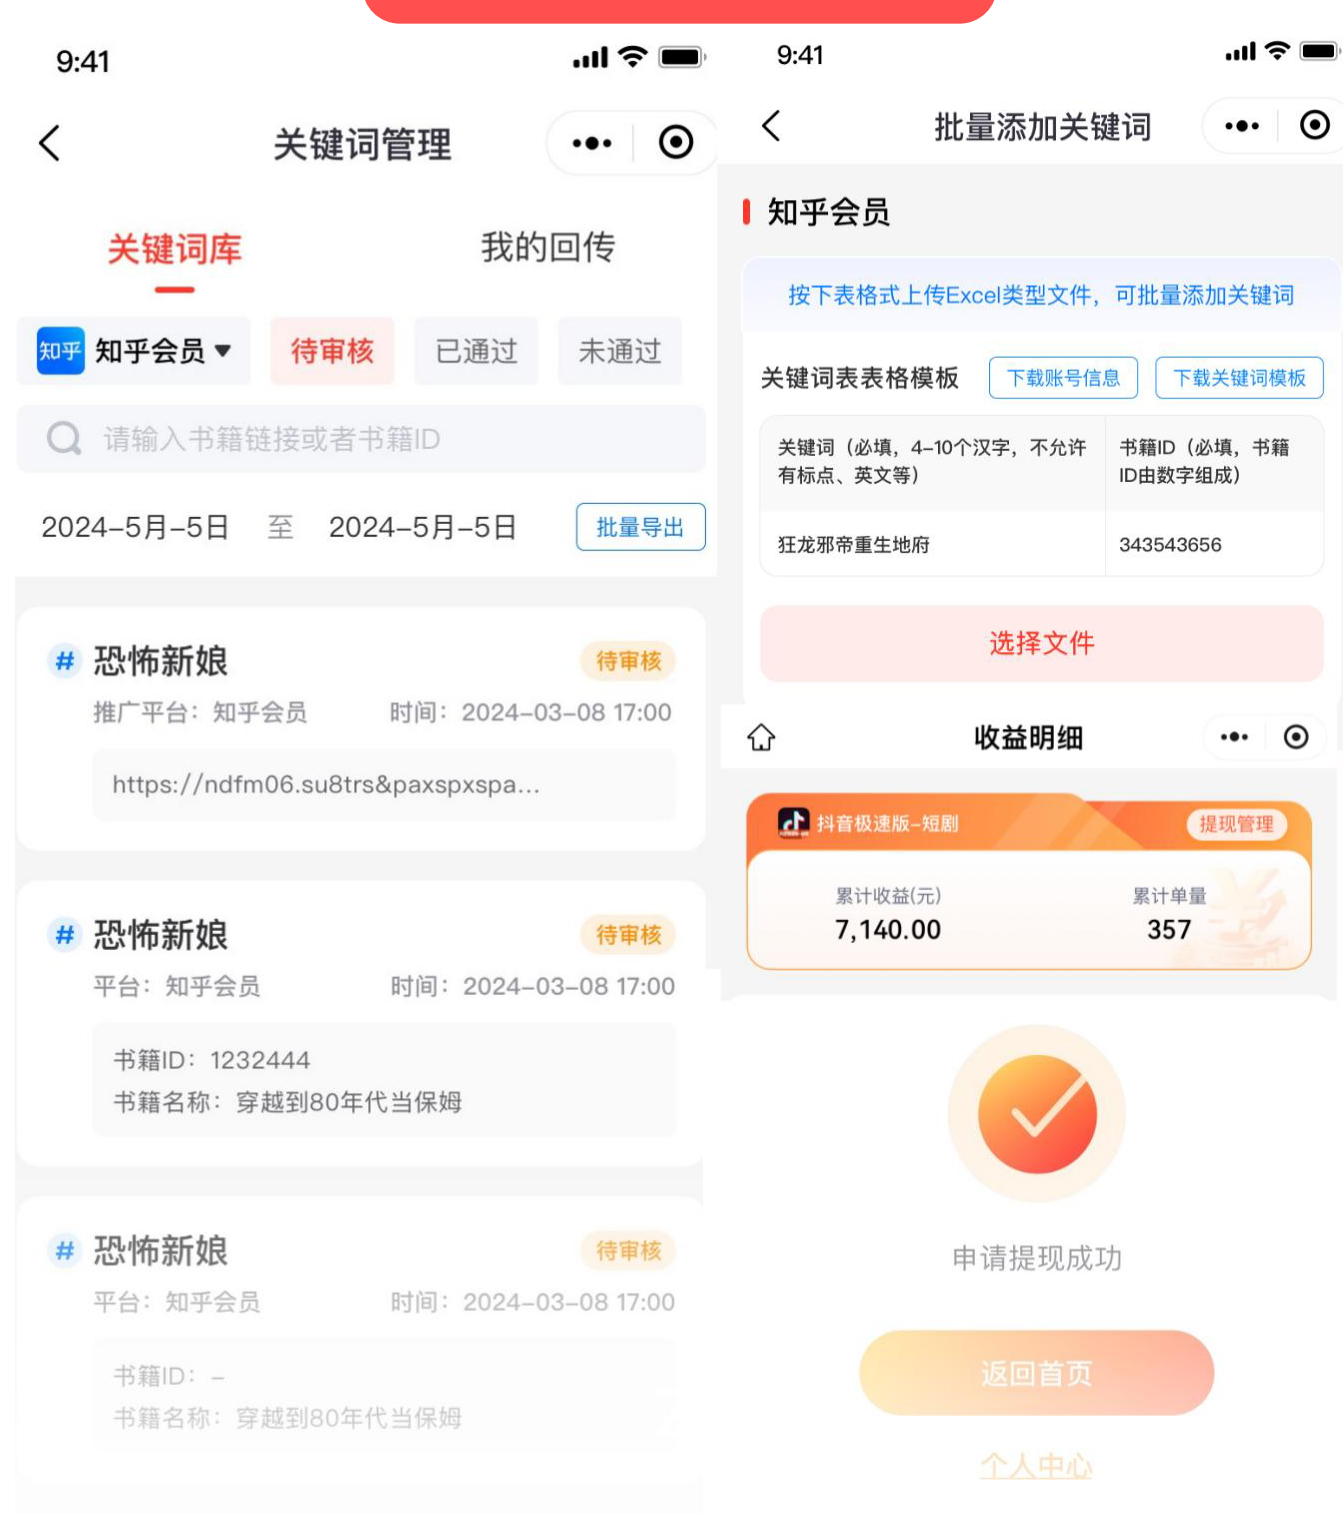 9:41
关键词管理
关键词库
我的回传
知乎 知乎会员
待审核
已通过
未通过
请输入书籍链接或者书籍ID
2024-5月-5日 至 2024-5月-5日
批量导出
# 恐怖新娘
待审核
推广平台：知乎会员
时间：2024-03-08 17:00
https://ndfm06.su8trs&paxspxspa...
# 恐怖新娘
待审核
平台：知乎会员
时间：2024-03-08 17:00
书籍ID：1232444
书籍名称：穿越到80年代当保姆
# 恐怖新娘
待审核
平台：知乎会员
时间：2024-03-08 17:00
书籍ID：-
书籍名称：穿越到80年代当保姆
9:41
批量添加关键词
知乎会员
按下表格式上传Excel类型文件，可批量添加关键词
关键词表表格模板
下载账号信息
下载关键词模板
关键词（必填，4-10个汉字，不允许
有标点、英文等）
书籍ID（必填，书籍
ID由数字组成）
狂龙邪帝重生地府
343543656
选择文件
收益明细
抖音极速版-短剧
提现管理
累计收益(元)
7,140.00
累计单量
357
申请提现成功
返回首页
个人中心